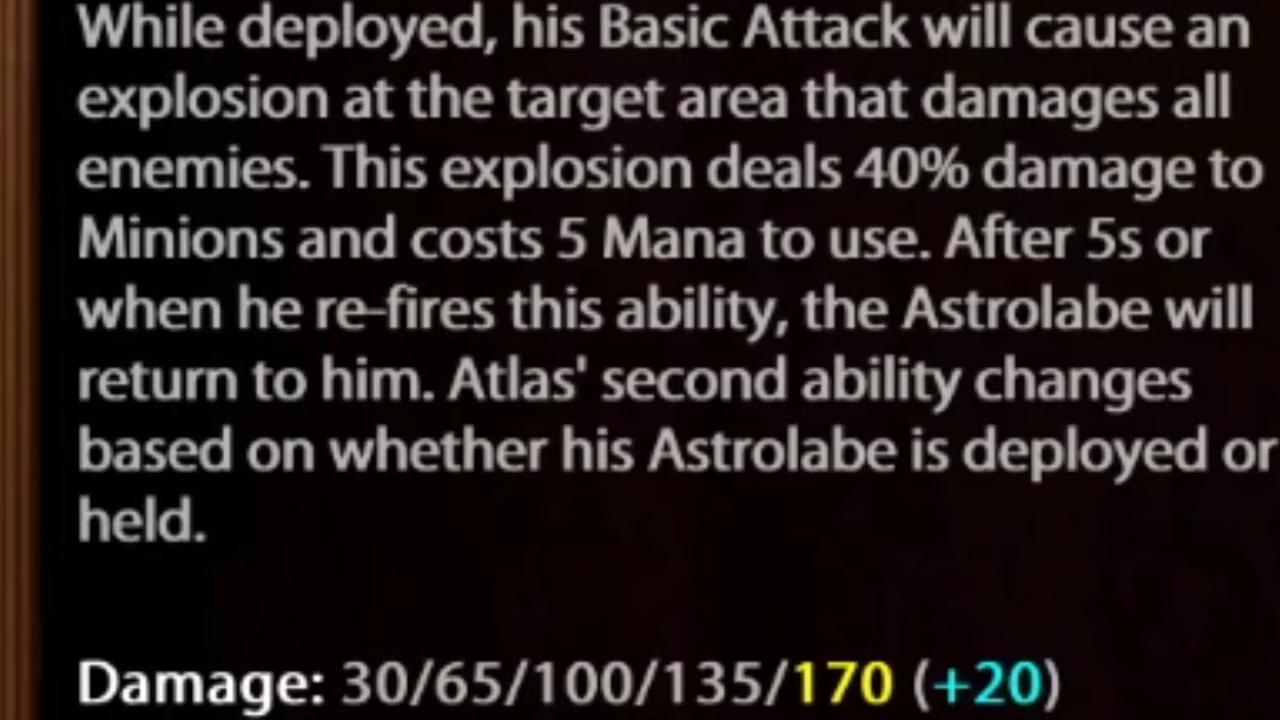 While deployed, his Basic Attack will cause an
explosion at the target area that damages all
enemies. This explosion deals 40% damage to
Minions and costs 5 Mana to use. After 5s or
when he re-fires this ability, the Astrolabe will
return to him. Atlas' second ability changes
based on whether his Astrolabe is deployed or
held.
Damage: 30/65/100/135/170 (+20)